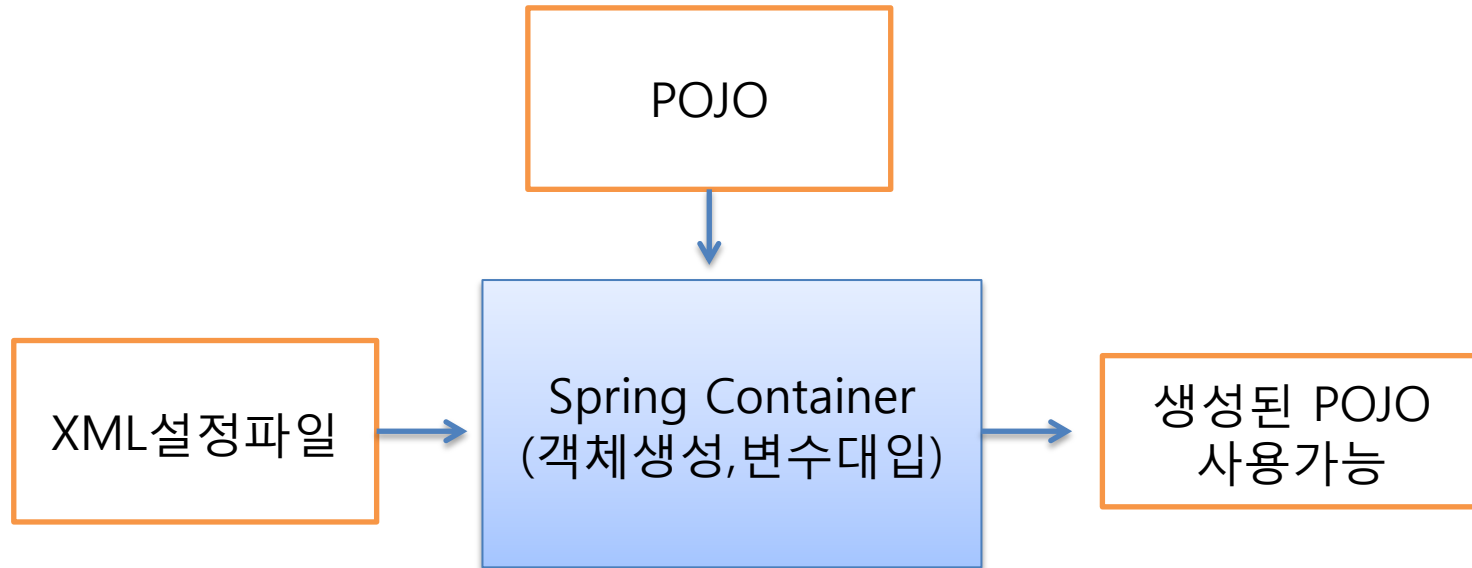 POJO
XML설정파일
Spring Container
(객체생성,변수대입)
생성된 POJO
사용가능